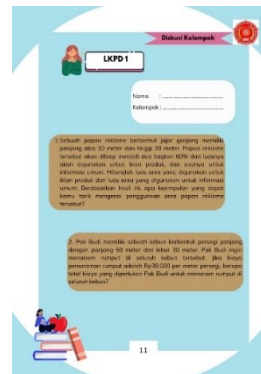 Diskusi Kelompok
LKPD 1
Nama : ..............................
Kelompok : ..............................
1. Sebuah papan reklame berbentuk jajar genjang memiliki
panjang alas 30 meter dan tinggi 20 meter. Papan reklame
tersebut akan dibagi menjadi dua bagian: 60% dari luasnya
akan digunakan untuk iklan produk, dan sisanya untuk
informasi umum. Hitunglah luas area yang digunakan untuk
iklan produk dan luas area yang digunakan untuk informasi
umum. Berdasarkan hasil ini, apa kesimpulan yang dapat
kamu tarik mengenai penggunaan area papan reklame
tersebut?
2. Pak Budi memiliki sebuah kebun berbentuk persegi panjang
dengan panjang 50 meter dan lebar 30 meter. Pak Budi ingin
menanam rumput di seluruh kebun tersebut. Jika biaya
penanaman rumput adalah Rp30.000 per meter persegi, berapa
total biaya yang diperlukan Pak Budi untuk menanam rumput di
seluruh kebun?
11